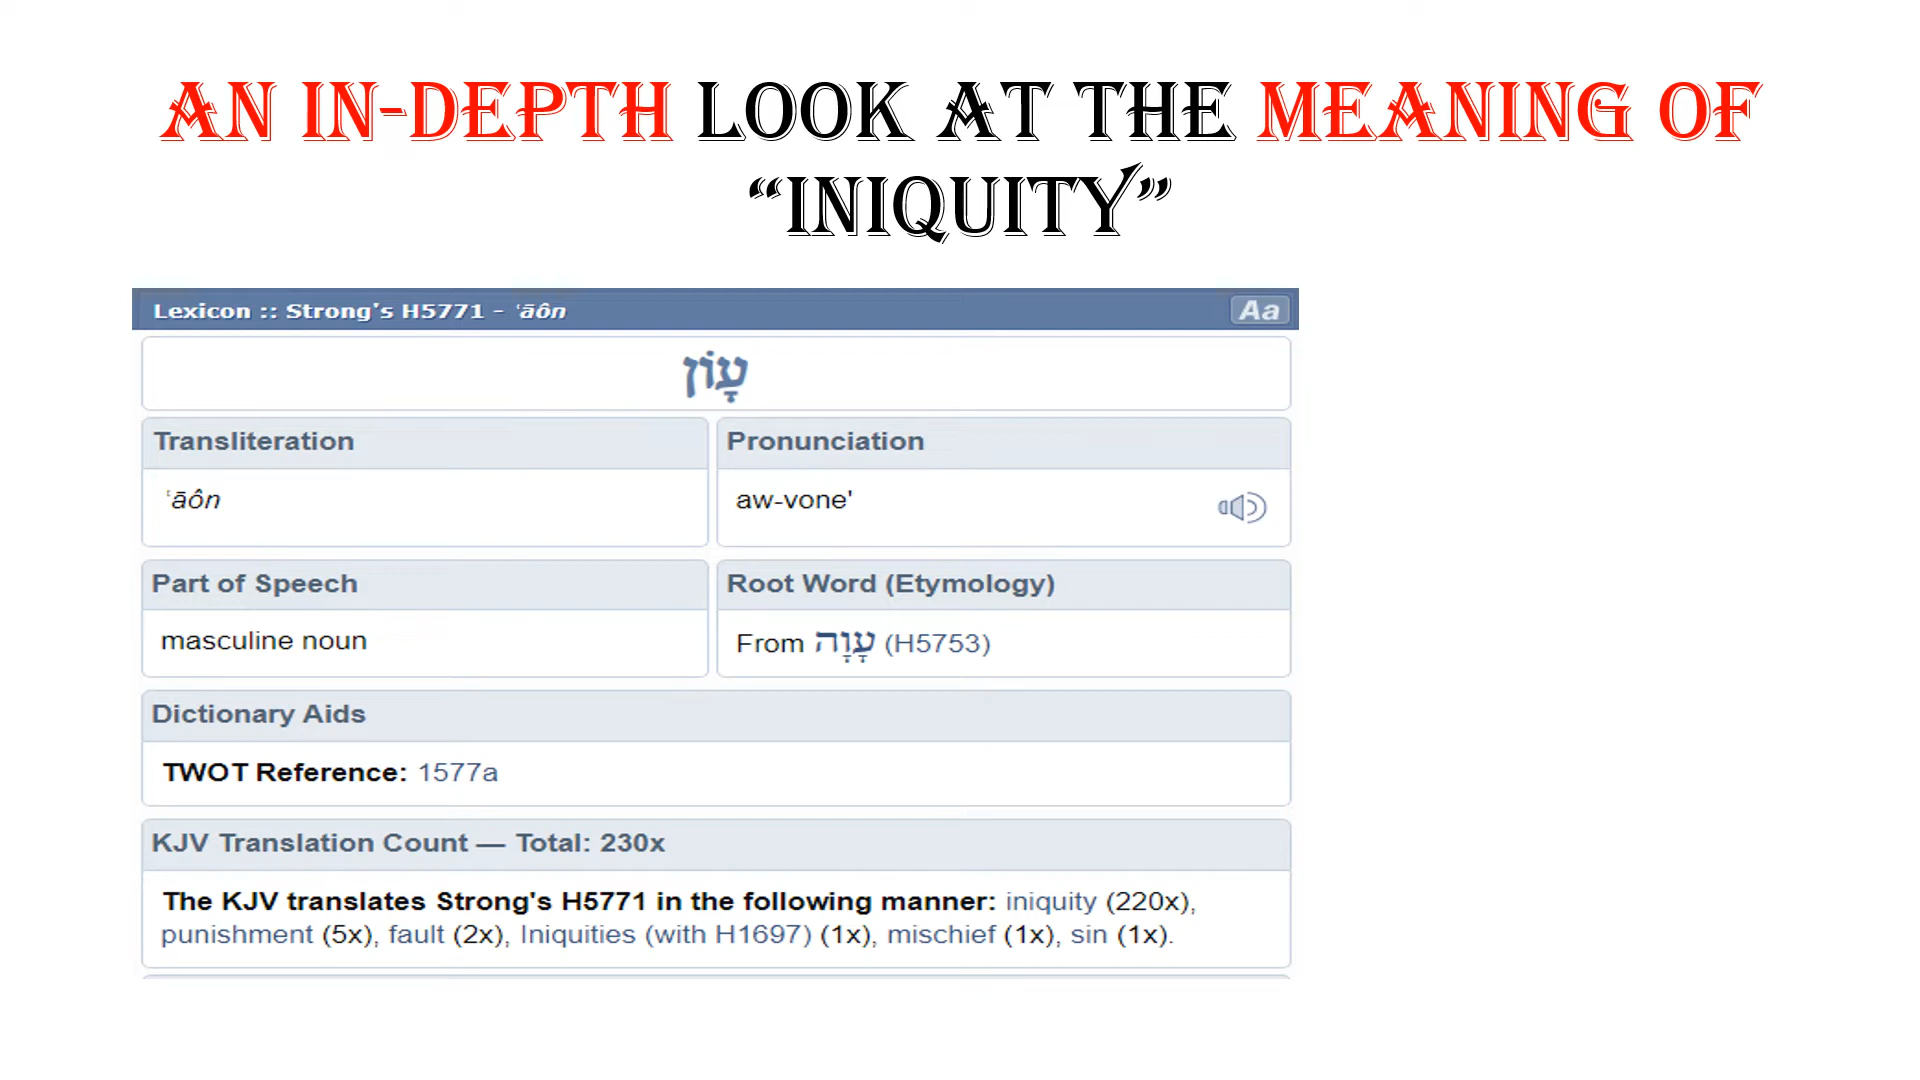 AN IN-DEPTH LOOK AT THE MEANING OF
“INIQUITY”
Lexicon :: Strong's H5771 - ʿāôn
Aa
עָוֹן
Transliteration
ʿāôn
Pronunciation
aw-vone'
Part of Speech
masculine noun
Root Word (Etymology)
From עָוָה (H5753)
Dictionary Aids
TWOT Reference: 1577a
KJV Translation Count — Total: 230x
The KJV translates Strong's H5771 in the following manner: iniquity (220x),
punishment (5x), fault (2x), Iniquities (with H1697) (1x), mischief (1x), sin (1x).